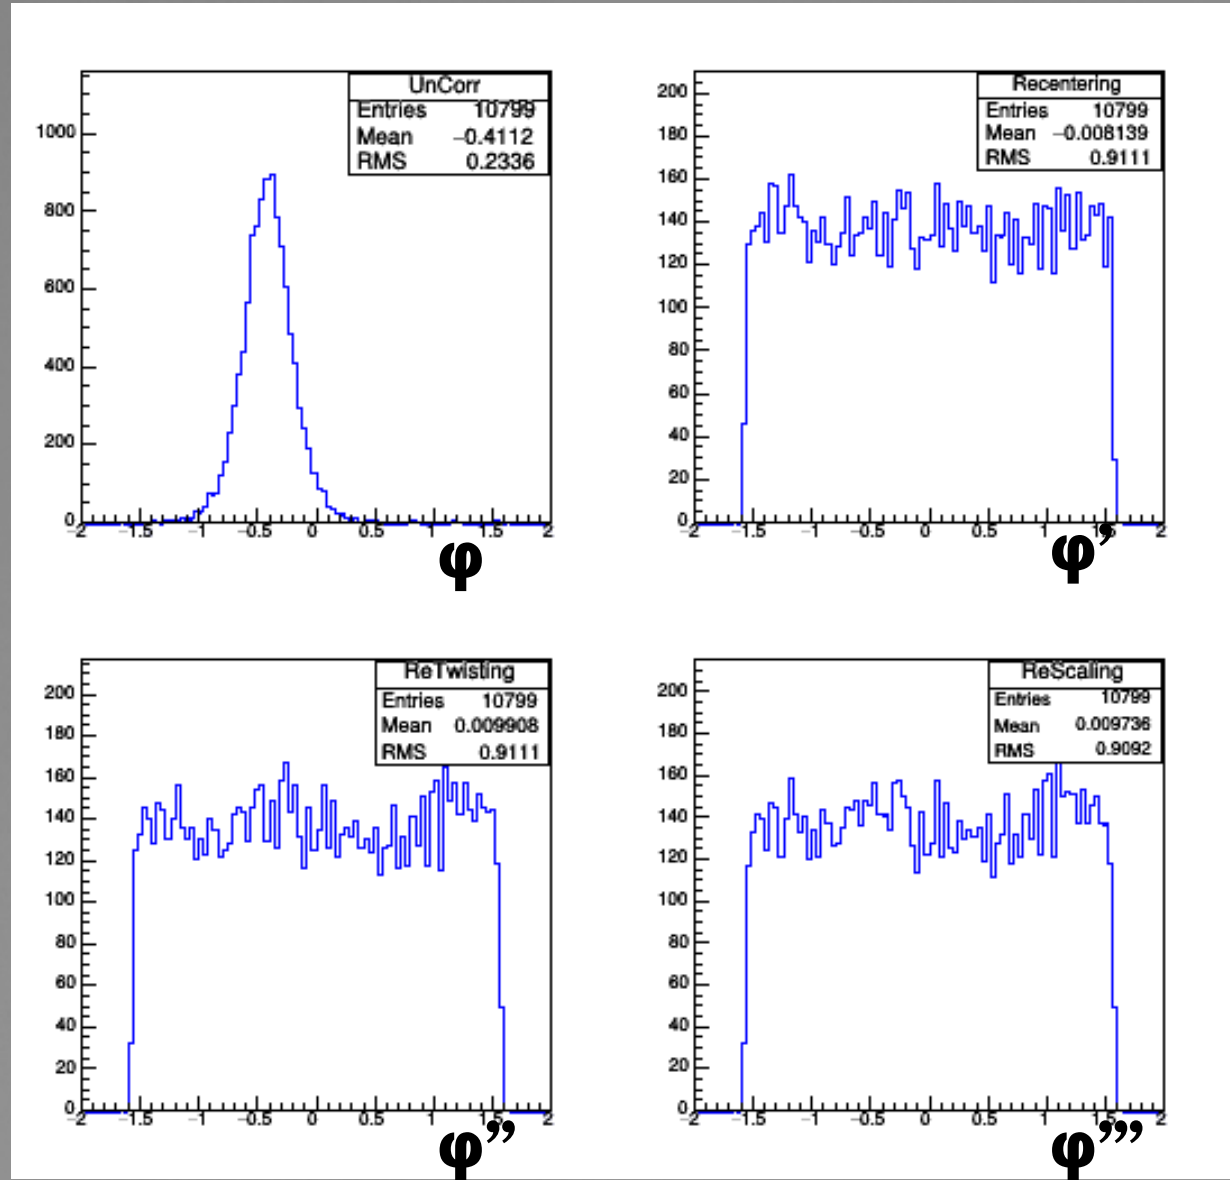 UnCorr
Entries 10799
Mean −0.4112
RMS 0.2336
1000
800
600
400
200
0
−2 −1.5 −1 −0.5 0 0.5 1 1.5 2
φ
Recentering
Entries 10799
Mean −0.008139
RMS 0.9111
200
180
160
140
120
100
80
60
40
20
0
−2 −1.5 −1 −0.5 0 0.5 1 1.5 2
φ’
ReTwisting
Entries 10799
Mean 0.009908
RMS 0.9111
200
180
160
140
120
100
80
60
40
20
0
−2 −1.5 −1 −0.5 0 0.5 1 1.5 2
φ’’
ReScaling
Entries 10799
Mean 0.009736
RMS 0.9092
200
180
160
140
120
100
80
60
40
20
0
−2 −1.5 −1 −0.5 0 0.5 1 1.5 2
φ’’’